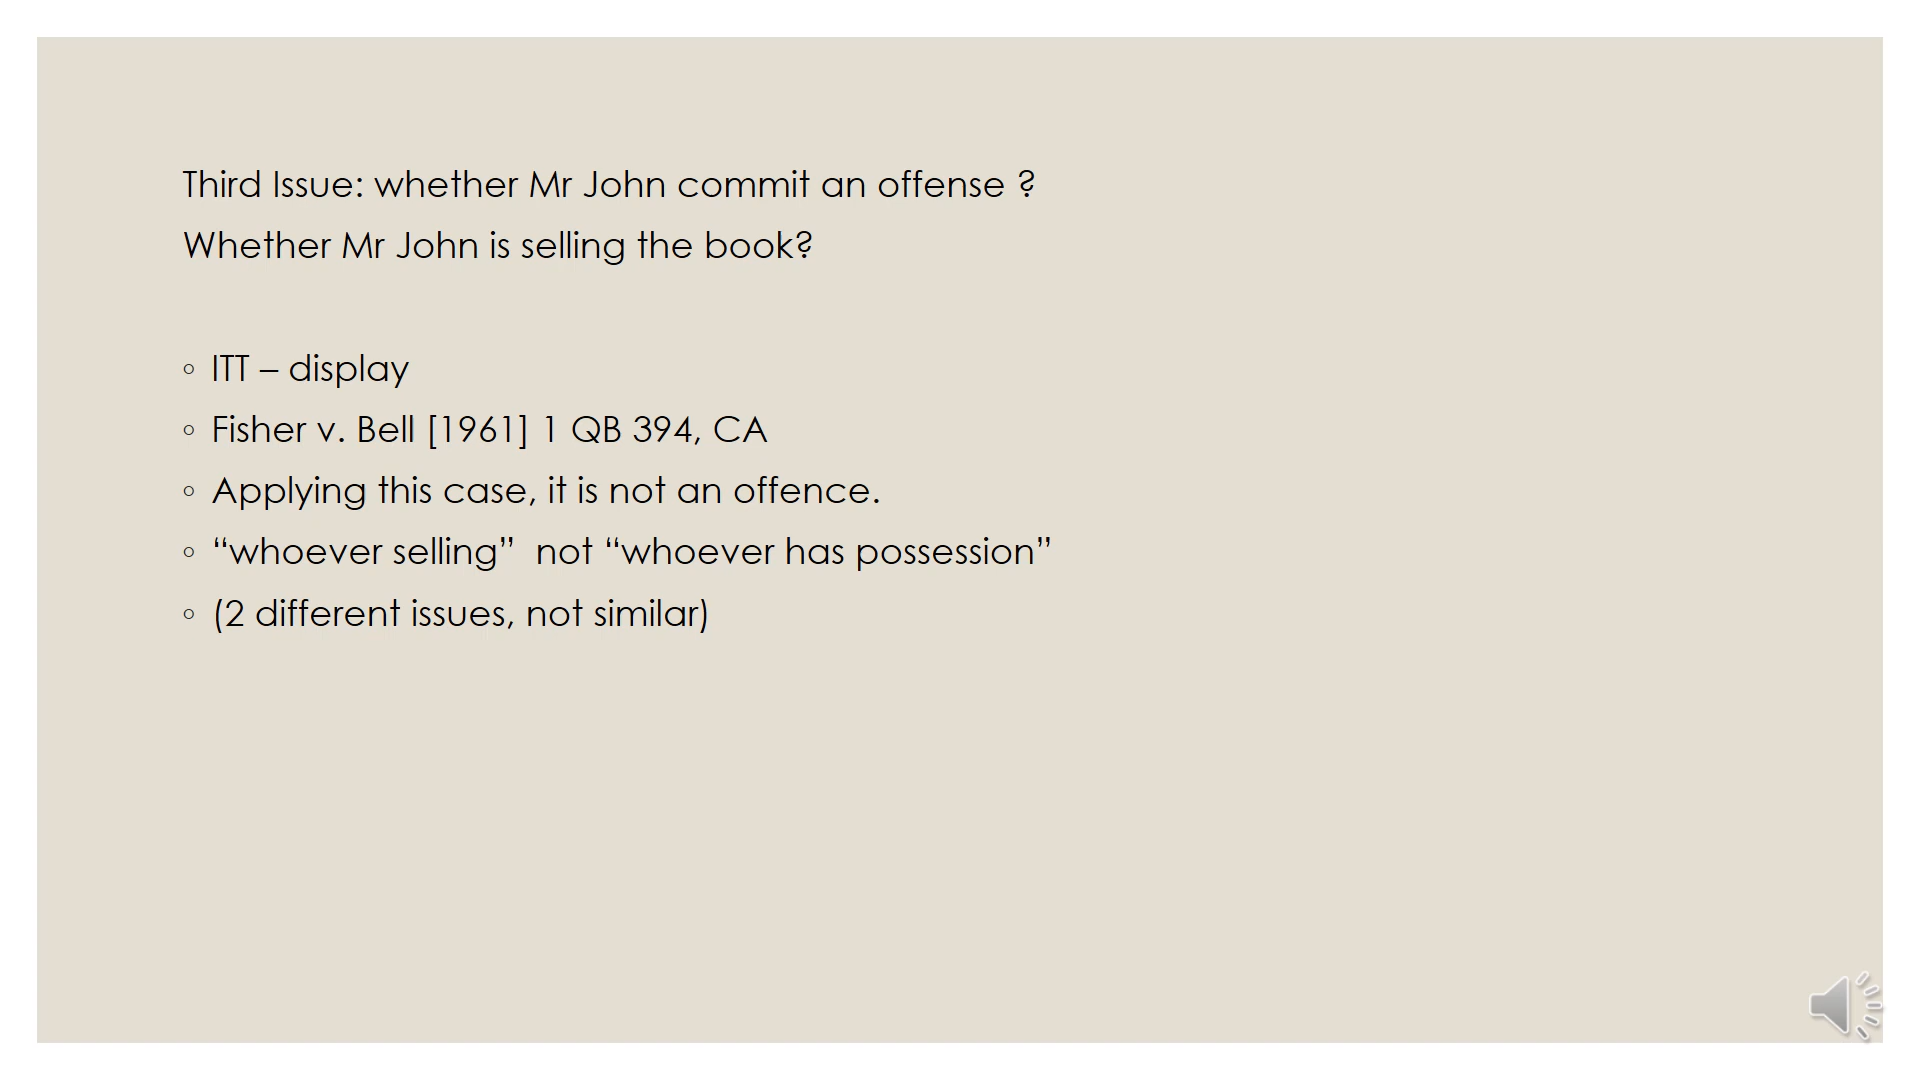 Third Issue: whether Mr John commit an offense ?
Whether Mr John is selling the book?
◦ ITT – display
◦ Fisher v. Bell [1961] 1 QB 394, CA
◦ Applying this case, it is not an offence.
◦ “whoever selling”  not “whoever has possession”
◦ (2 different issues, not similar)